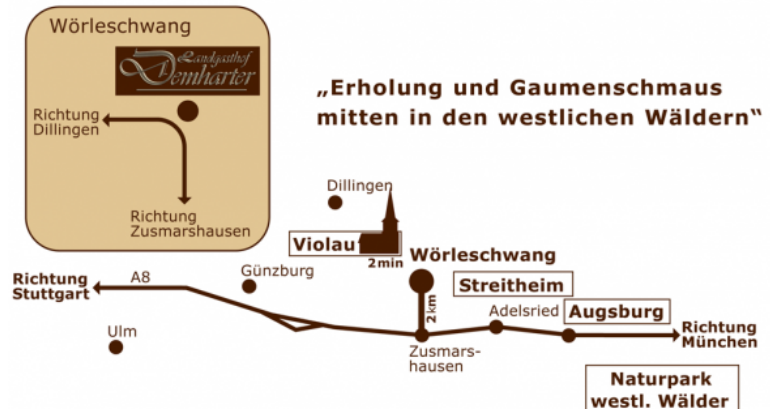 Wörleschwang
Landgasthof
Demharter
Richtung
Dillingen
Richtung
Zusmarshausen
„Erholung und Gaumenschmaus
mitten in den westlichen Wäldern“
Dillingen
Violau
2min
Wörleschwang
2km
Streitheim
Richtung
Stuttgart
A8
Günzburg
Adelsried
Augsburg
Ulm
Zusmars-
hausen
Richtung
München
Naturpark
westl. Wälder